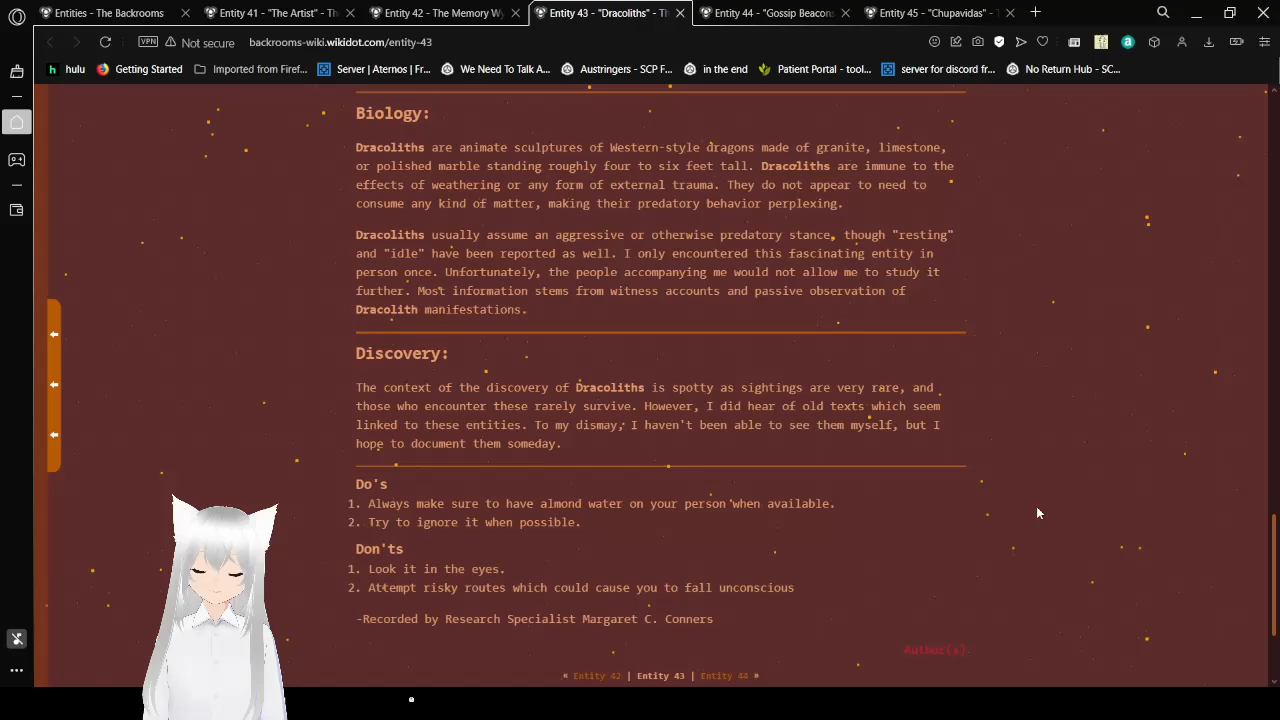 Entities - The Backrooms
Entity 41 - "The Artist" - Th
Entity 42 - The Memory Wy
Entity 43 - "Dracoliths" - Th
Entity 44 - "Gossip Beacons
Entity 45 - "Chupavidas" - T
VPN Not secure backrooms-wiki.wikidot.com/entity-43
hulu Getting Started Imported from Firef... Server | Aternos | Fr... We Need To Talk A... Austringers - SCP F... in the end Patient Portal - tool... server for discord fr... No Return Hub - SC...
Biology:
Dracoliths are animate sculptures of Western-style dragons made of granite, limestone,
or polished marble standing roughly four to six feet tall. Dracoliths are immune to the
effects of weathering or any form of external trauma. They do not appear to need to
consume any kind of matter, making their predatory behavior perplexing.
Dracoliths usually assume an aggressive or otherwise predatory stance, though "resting"
and "idle" have been reported as well. I only encountered this fascinating entity in
person once. Unfortunately, the people accompanying me would not allow me to study it
further. Most information stems from witness accounts and passive observation of
Dracolith manifestations.
Discovery:
The context of the discovery of Dracoliths is spotty as sightings are very rare, and
those who encounter these rarely survive. However, I did hear of old texts which seem
linked to these entities. To my dismay, I haven't been able to see them myself, but I
hope to document them someday.
Do's
1. Always make sure to have almond water on your person when available.
2. Try to ignore it when possible.
Don'ts
1. Look it in the eyes.
2. Attempt risky routes which could cause you to fall unconscious
-Recorded by Research Specialist Margaret C. Conners
Author(s)
« Entity 42 | Entity 43 | Entity 44 »